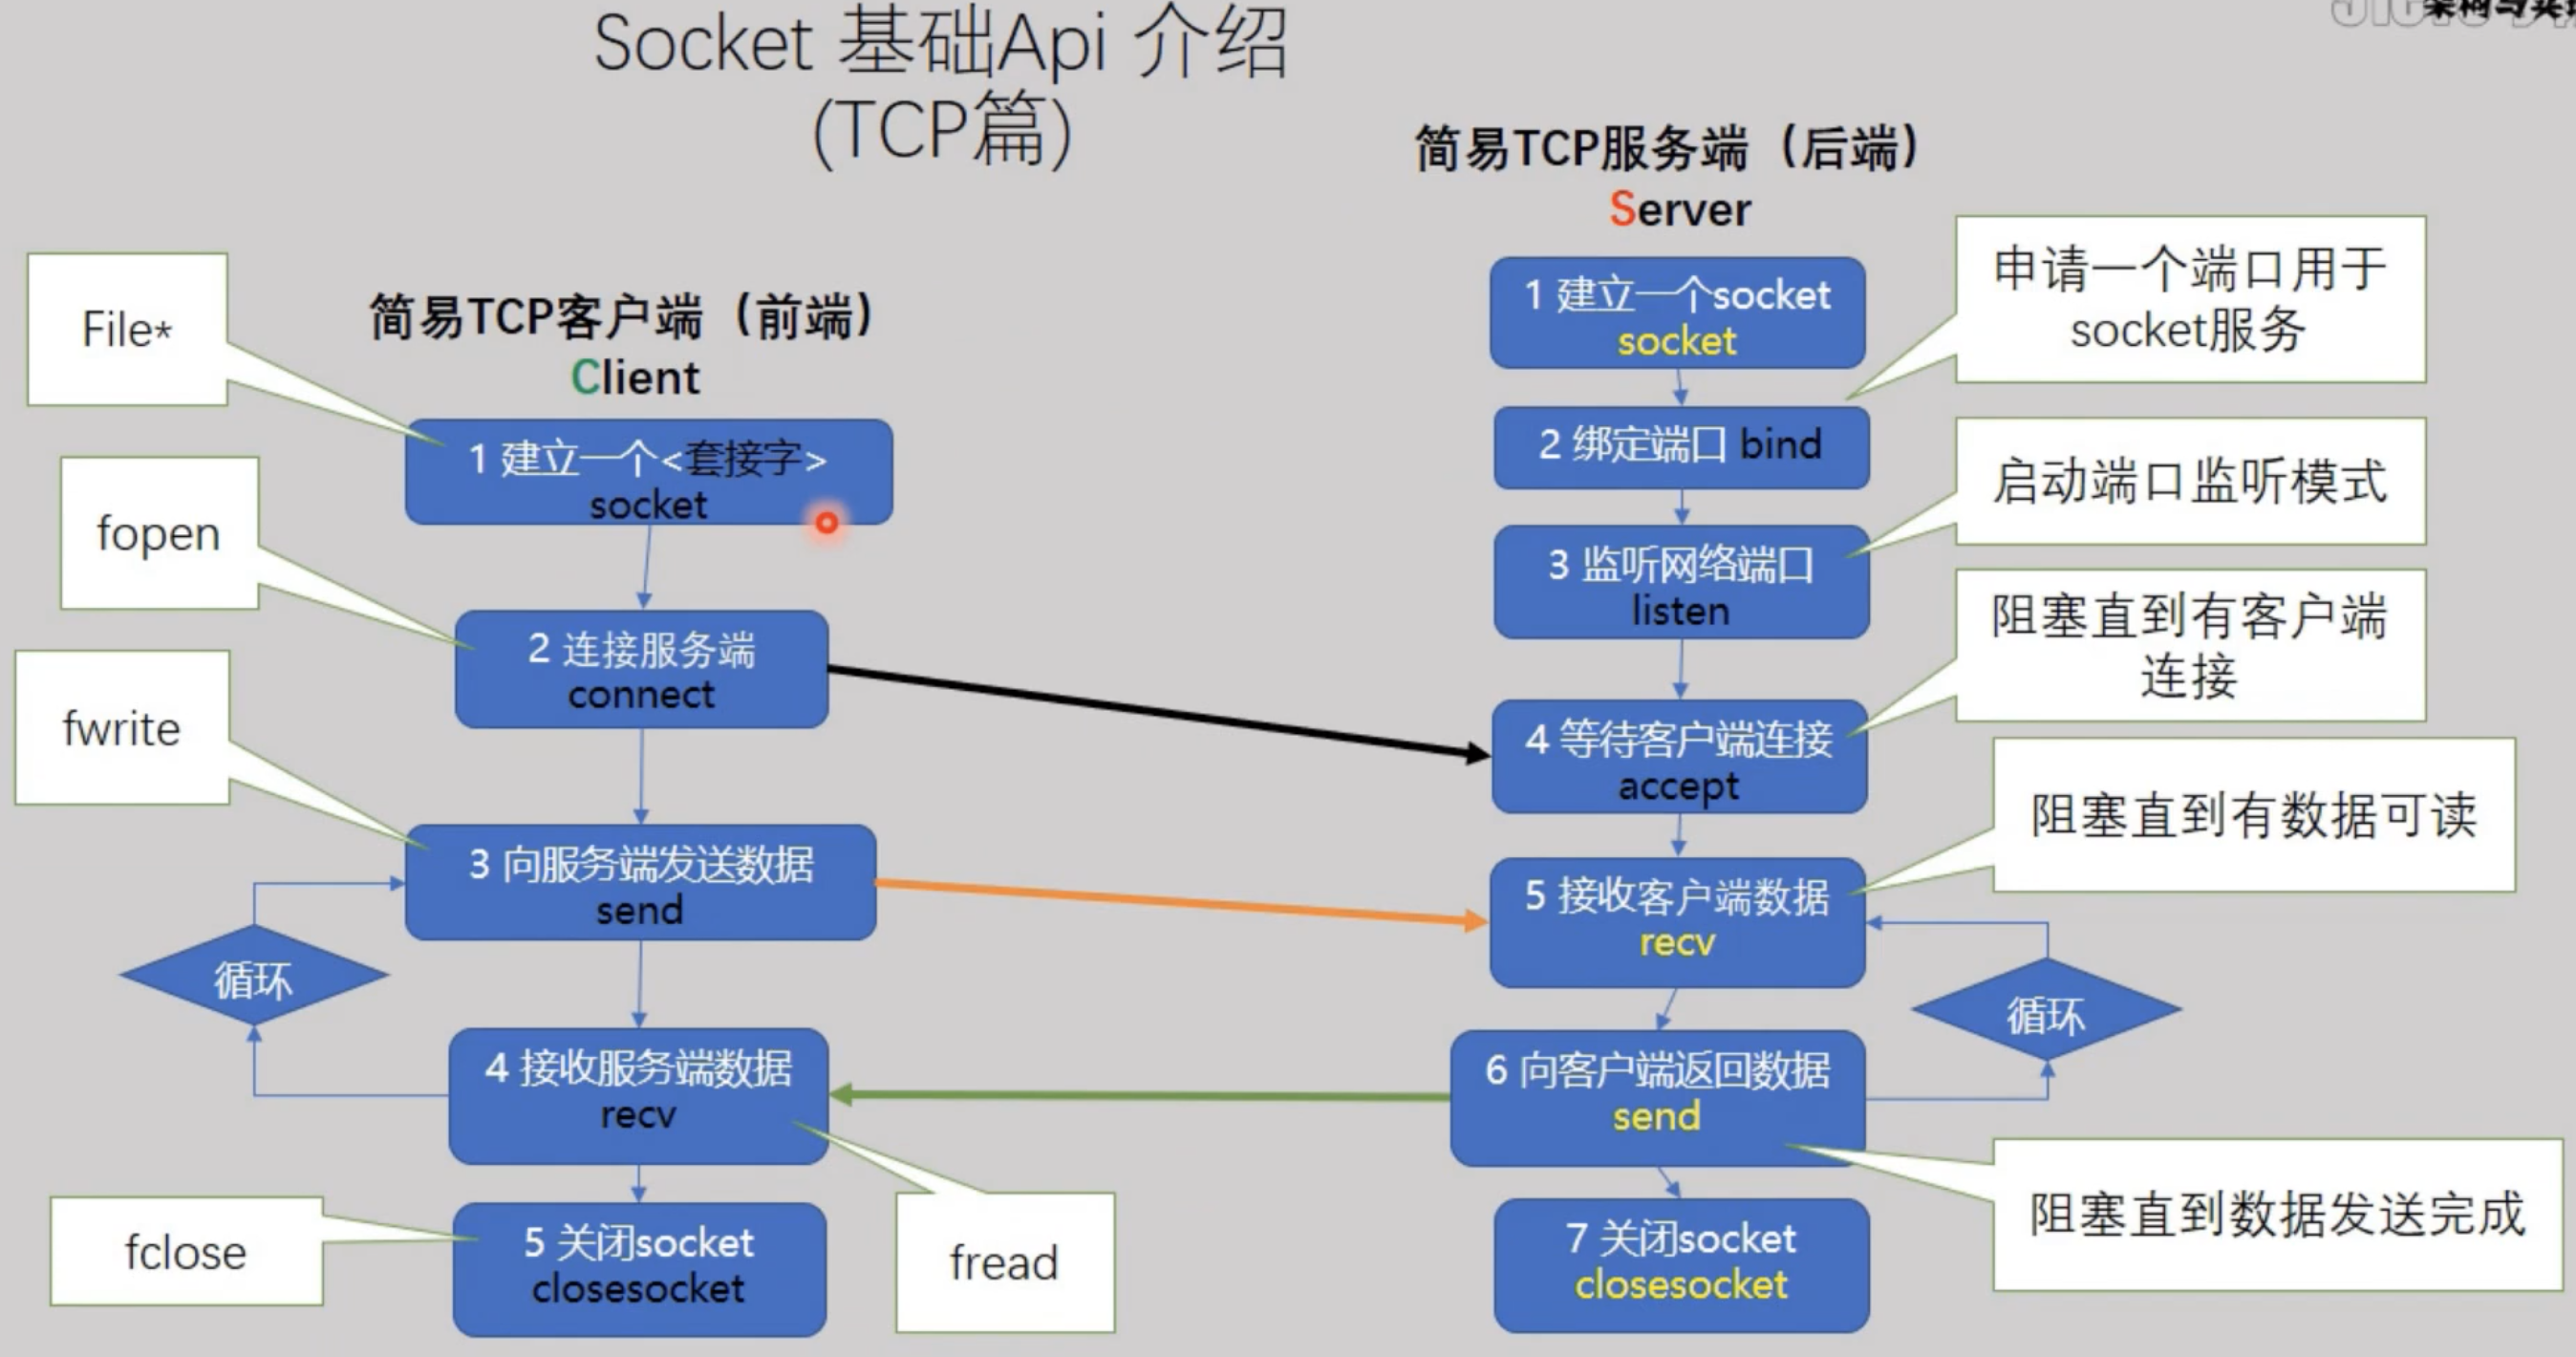 Socket 基础Api 介绍
(TCP篇)
简易TCP客户端（前端）
Client
File*
1 建立一个<套接字>
socket
fopen
2 连接服务端
connect
fwrite
3 向服务端发送数据
send
循环
4 接收服务端数据
recv
fread
5 关闭socket
closesocket
fclose
简易TCP服务端（后端）
Server
1 建立一个socket
socket
申请一个端口用于
socket服务
2 绑定端口 bind
启动端口监听模式
3 监听网络端口
listen
阻塞直到有客户端
连接
4 等待客户端连接
accept
阻塞直到有数据可读
5 接收客户端数据
recv
循环
6 向客户端返回数据
send
阻塞直到数据发送完成
7 关闭socket
closesocket